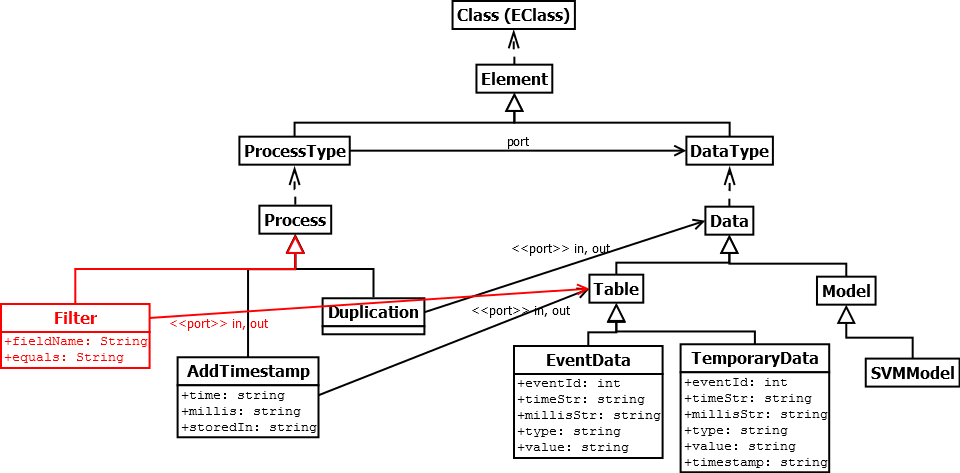 Class (EClass)
Element
ProcessType
port
DataType
Process
Data
<<port>> in, out
Table
Model
Filter
+fieldName: String
+equals: String
<<port>> in, out
Duplication
<<port>> in, out
AddTimestamp
+time: string
+millis: string
+storedIn: string
EventData
+eventId: int
+timeStr: string
+millisStr: string
+type: string
+value: string
TemporaryData
+eventId: int
+timeStr: string
+millisStr: string
+type: string
+value: string
+timestamp: string
SVMModel